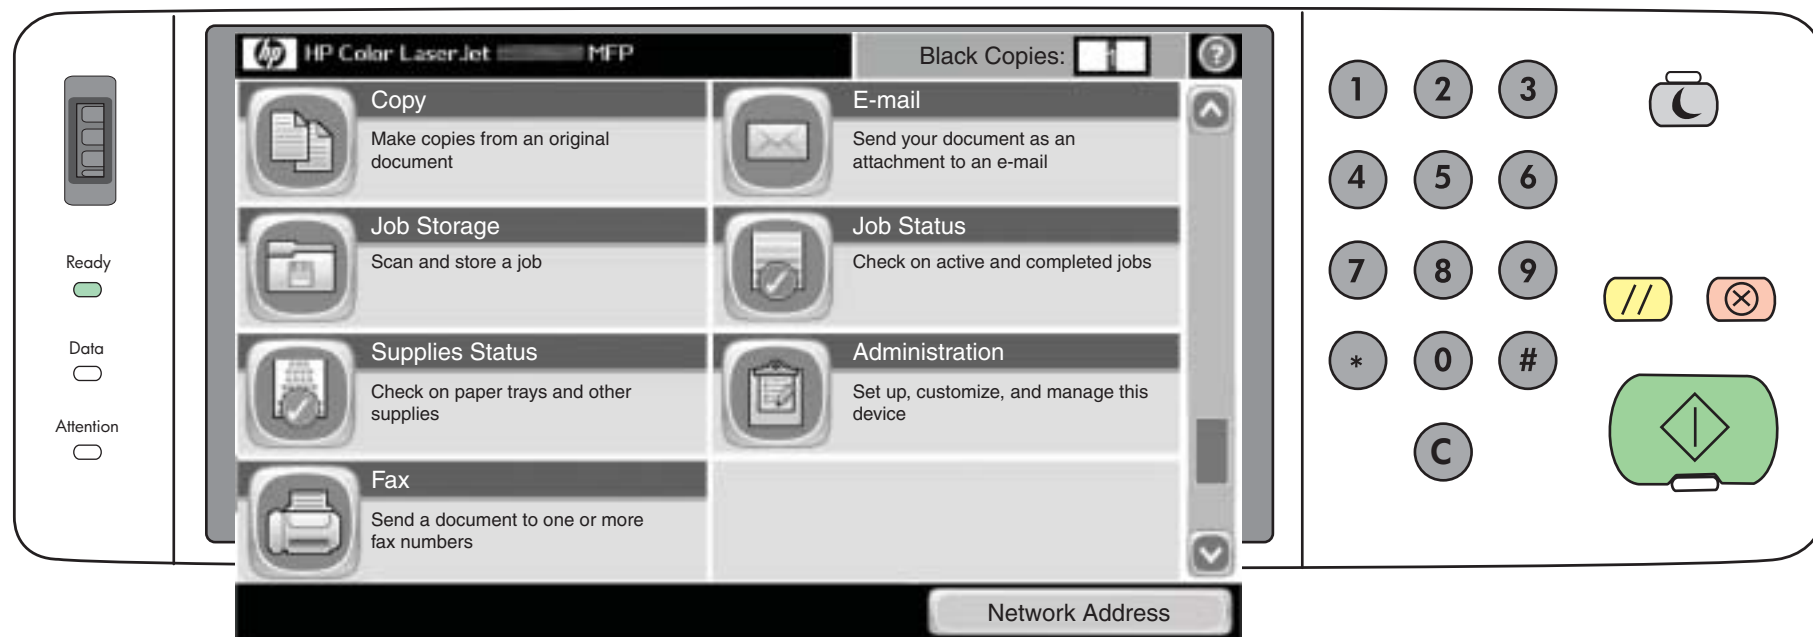 hp HP Color LaserJet MFP
Black Copies: 1
?
Copy
Make copies from an original
document
E-mail
Send your document as an
attachment to an e-mail
Job Storage
Scan and store a job
Job Status
Check on active and completed jobs
Supplies Status
Check on paper trays and other
supplies
Administration
Set up, customize, and manage this
device
Fax
Send a document to one or more
fax numbers
Network Address
Ready
Data
Attention
1 2 3
4 5 6
7 8 9
* 0 #
C
//